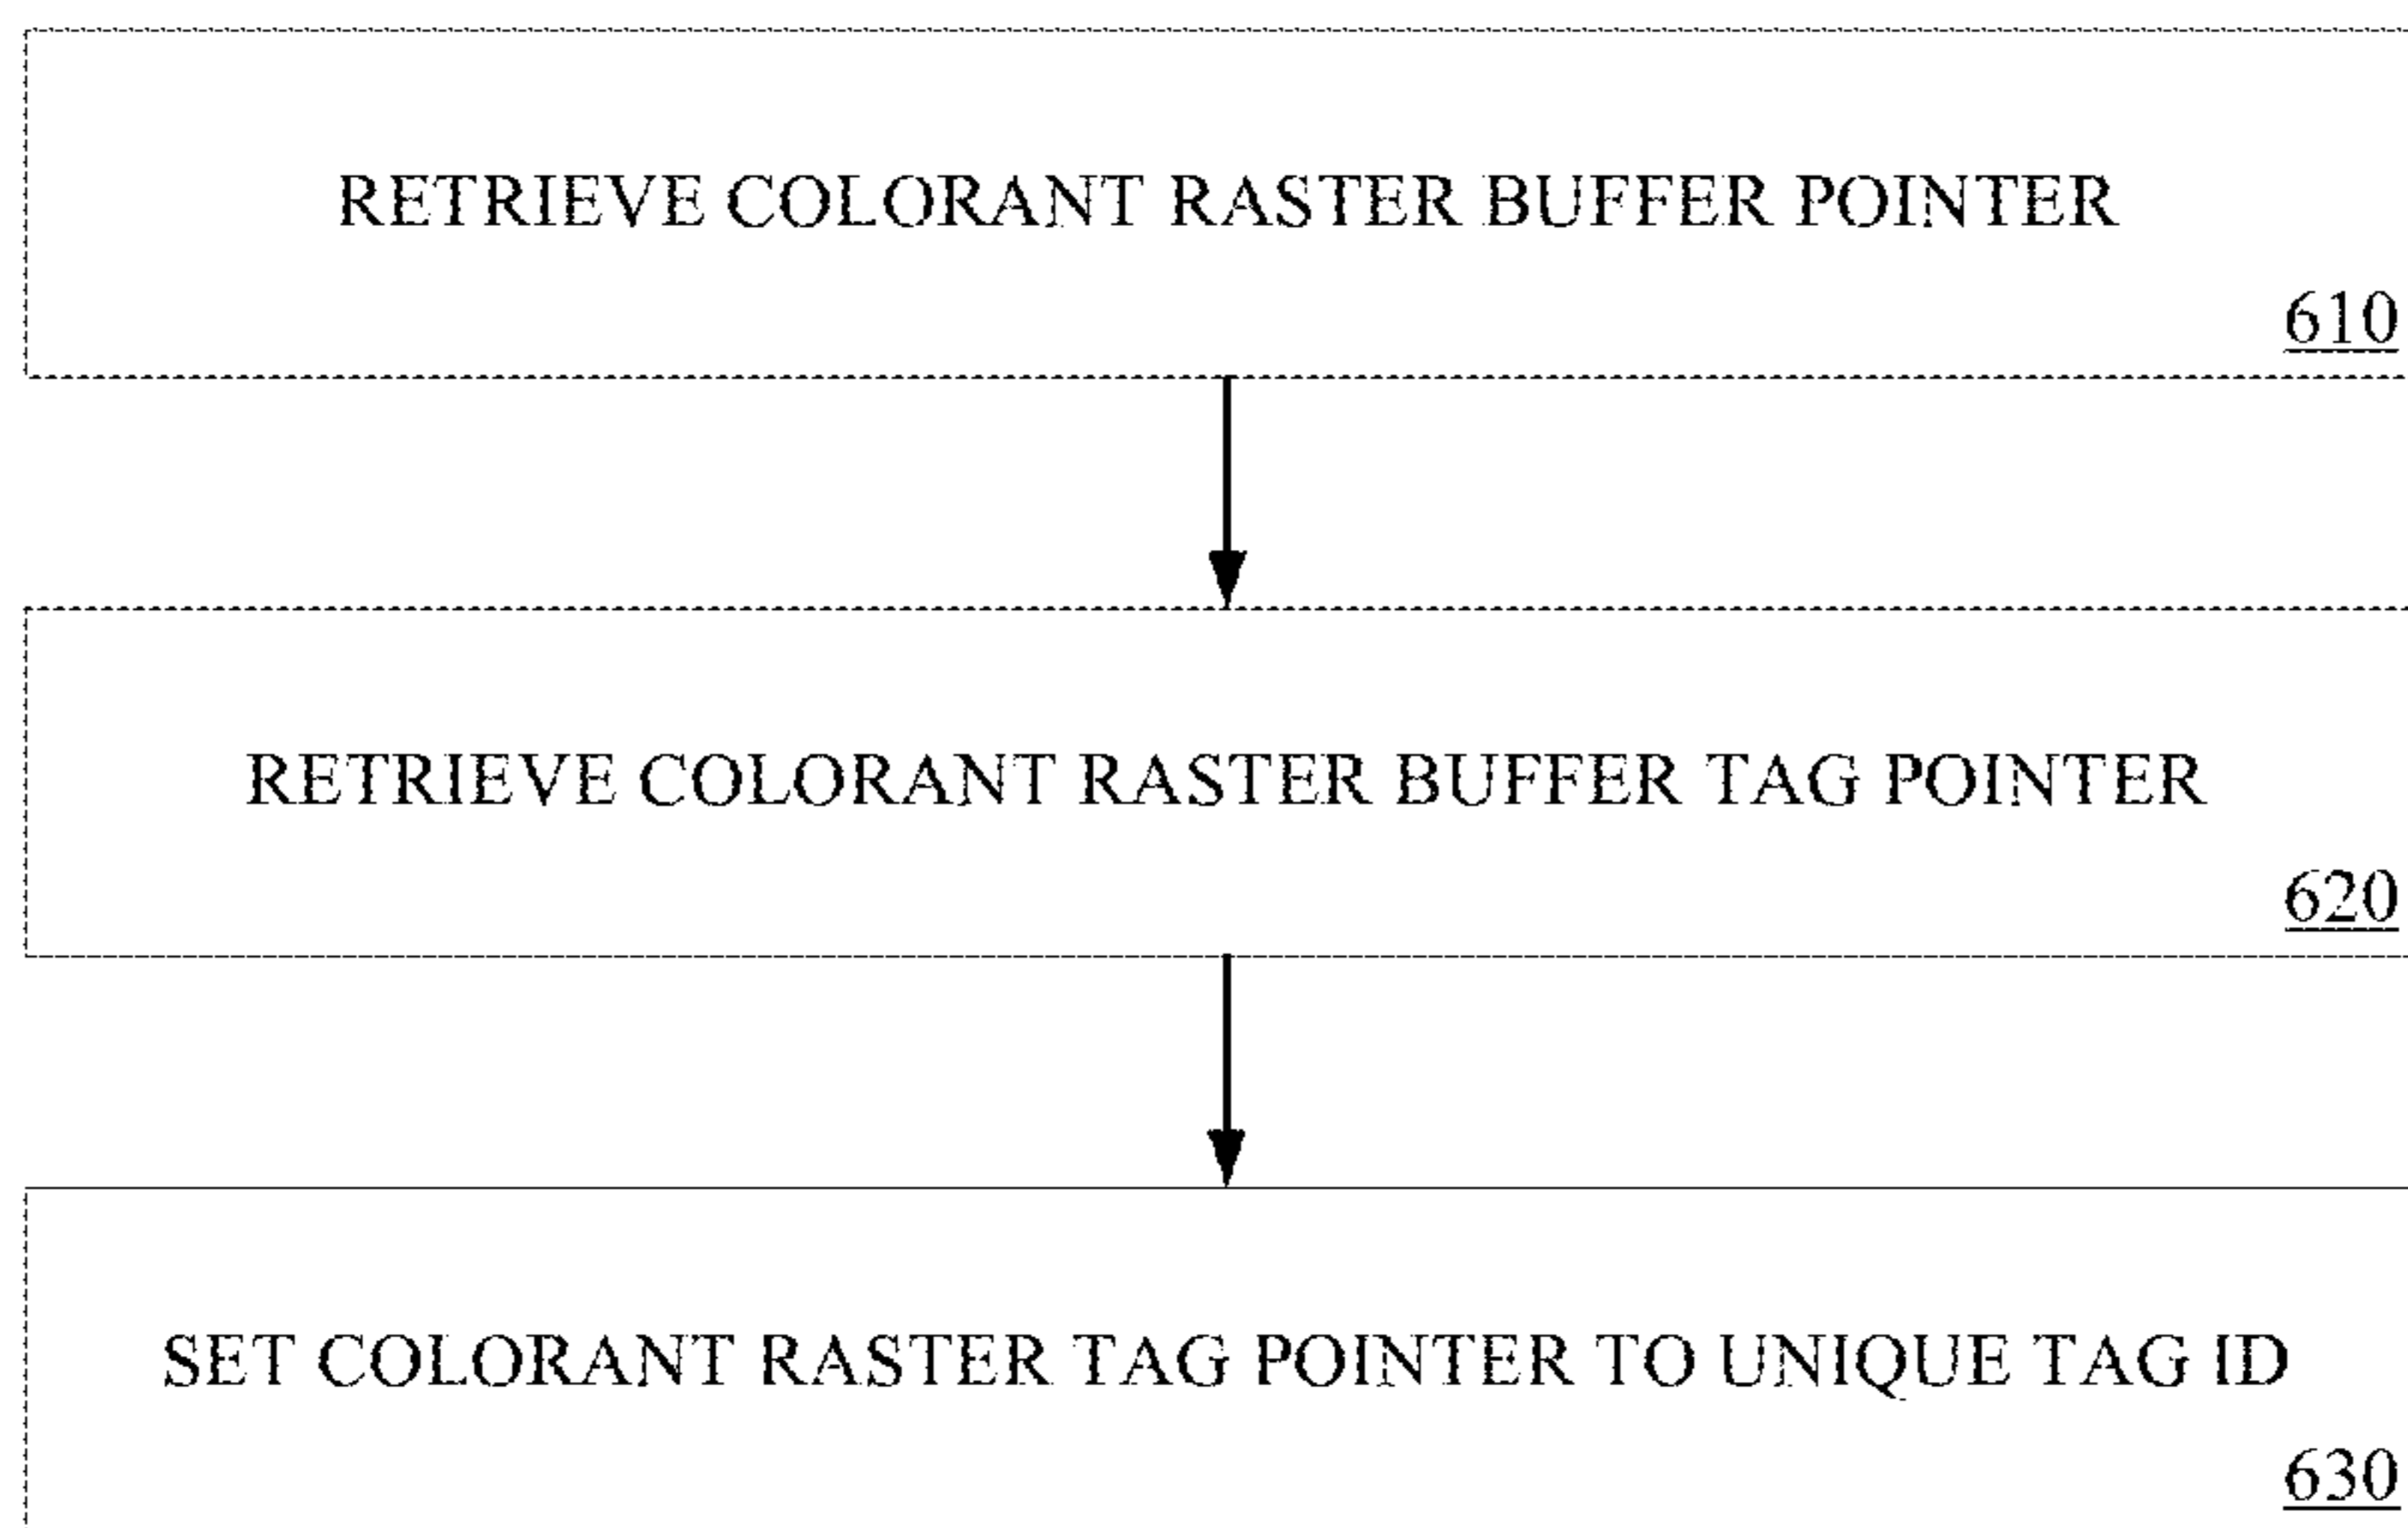 RETRIEVE COLORANT RASTER BUFFER POINTER
610
RETRIEVE COLORANT RASTER BUFFER TAG POINTER
620
SET COLORANT RASTER TAG POINTER TO UNIQUE TAG ID
630